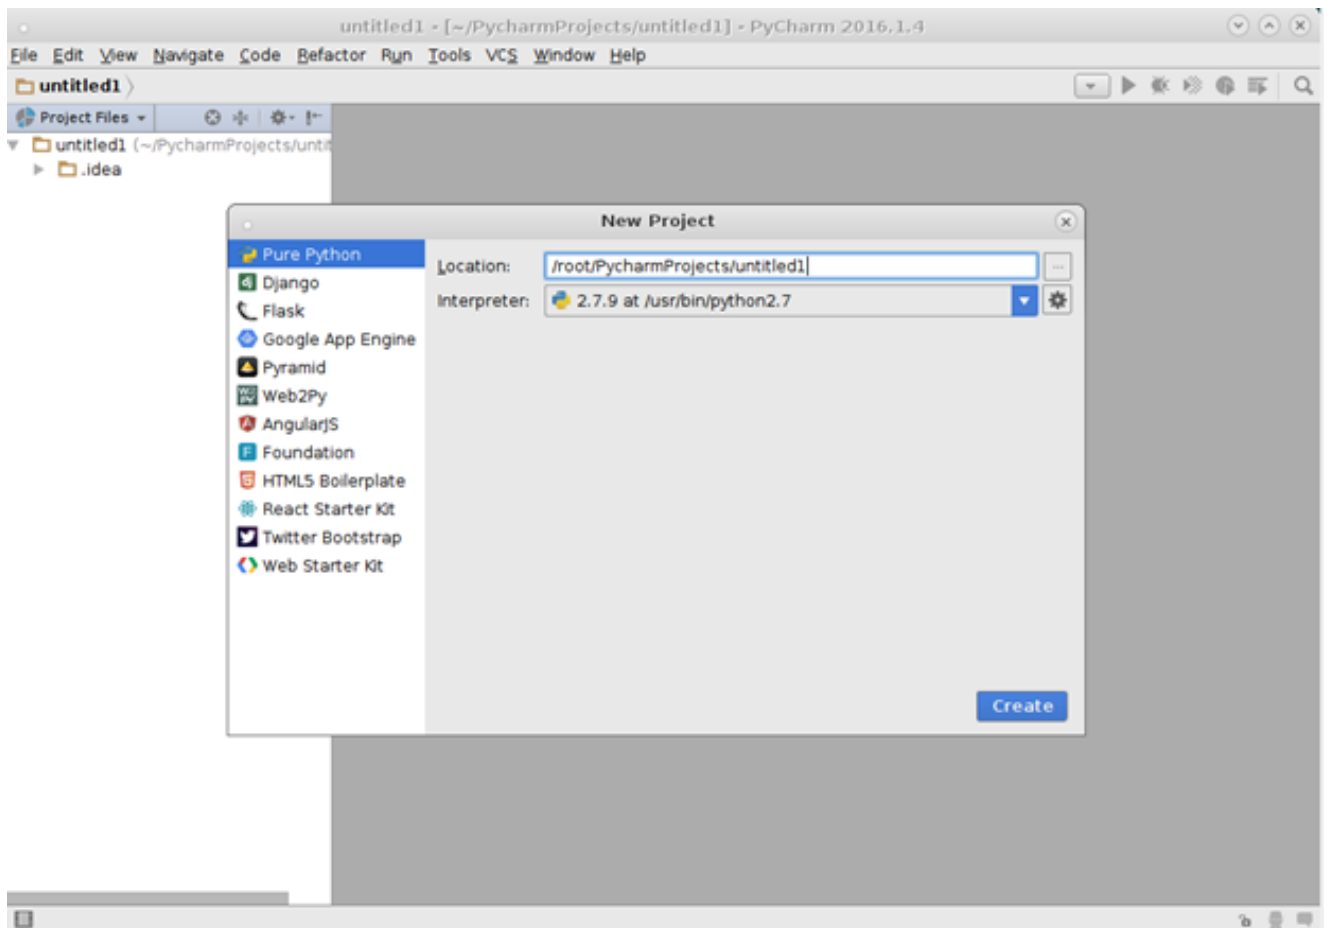 untitled1 - [~/PycharmProjects/untitled1] - PyCharm 2016.1.4
File Edit View Navigate Code Refactor Run Tools VCS Window Help
untitled1
Project Files
untitled1 (~/PycharmProjects/untit
.idea
New Project
Pure Python
Django
Flask
Google App Engine
Pyramid
Web2Py
AngularJS
Foundation
HTML5 Boilerplate
React Starter Kit
Twitter Bootstrap
Web Starter Kit
Location: /root/PycharmProjects/untitled1
Interpreter: 2.7.9 at /usr/bin/python2.7
Create